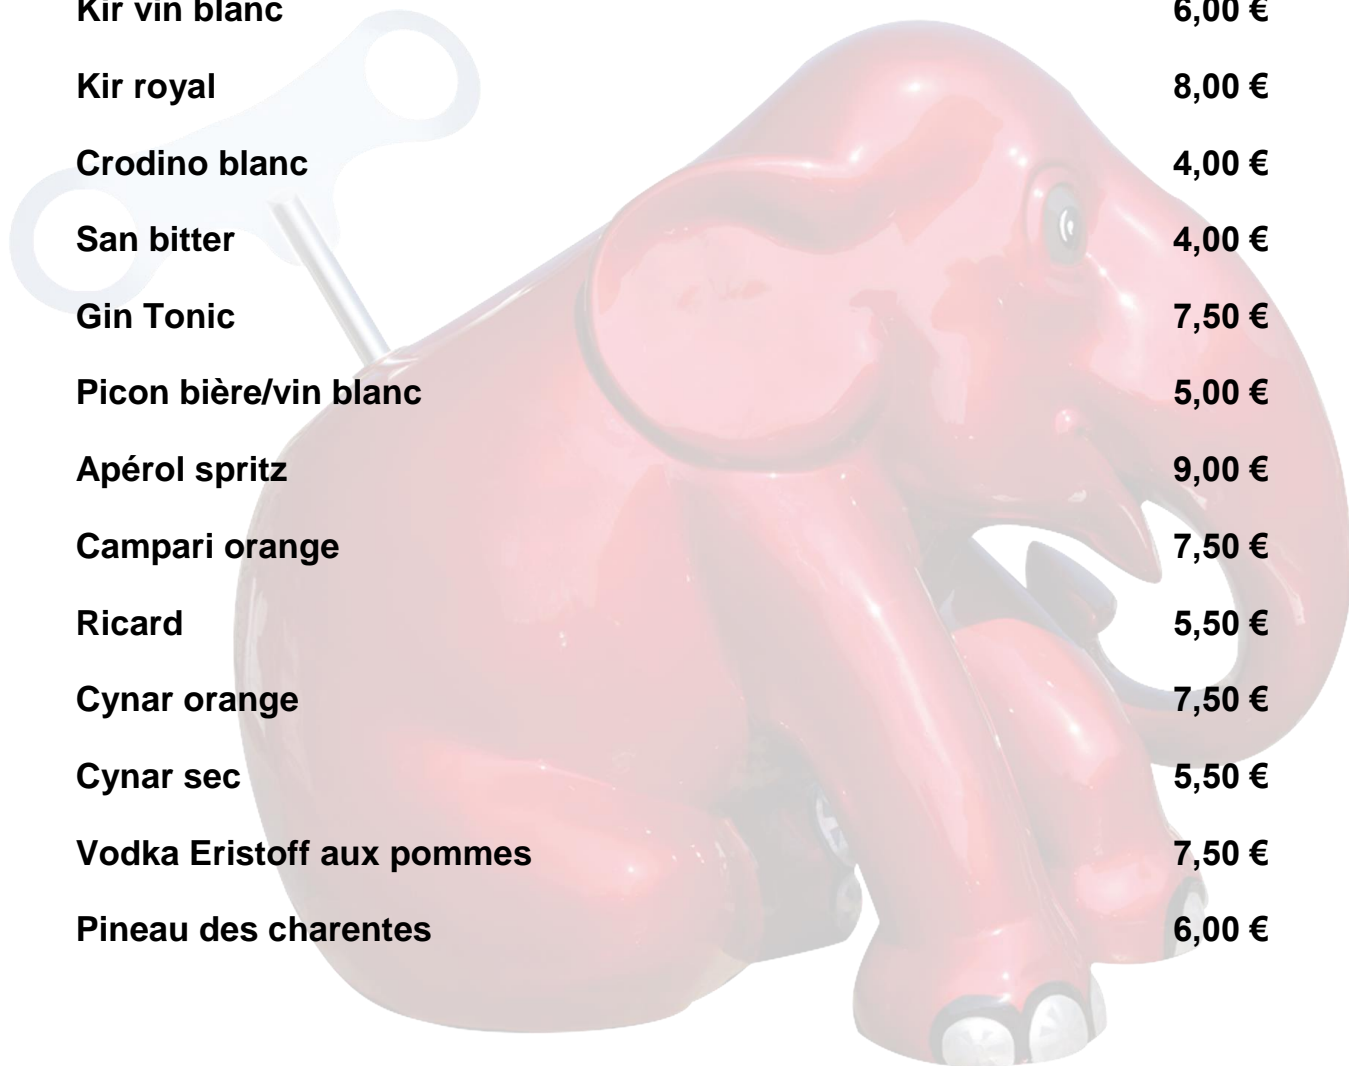 Kir vin blanc 6,00 €
Kir royal 8,00 €
Crodino blanc 4,00 €
San bitter 4,00 €
Gin Tonic 7,50 €
Picon bière/vin blanc 5,00 €
Apérol spritz 9,00 €
Campari orange 7,50 €
Ricard 5,50 €
Cynar orange 7,50 €
Cynar sec 5,50 €
Vodka Eristoff aux pommes 7,50 €
Pineau des charentes 6,00 €